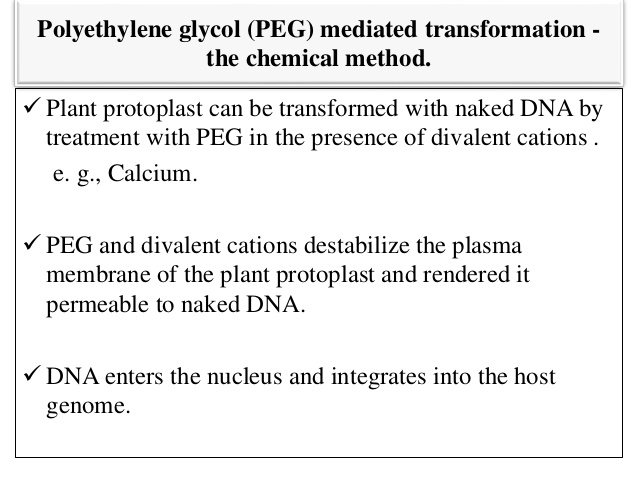 Polyethylene glycol (PEG) mediated transformation -
the chemical method.
✓ Plant protoplast can be transformed with naked DNA by
treatment with PEG in the presence of divalent cations .
e. g., Calcium.
✓ PEG and divalent cations destabilize the plasma
membrane of the plant protoplast and rendered it
permeable to naked DNA.
✓ DNA enters the nucleus and integrates into the host
genome.